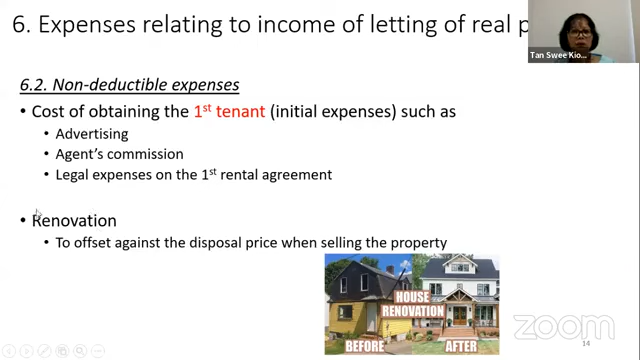 6. Expenses relating to income of letting of real p
Tan Swee Kio...
6.2. Non-deductible expenses
• Cost of obtaining the 1st tenant (initial expenses) such as
• Advertising
• Agent's commission
• Legal expenses on the 1st rental agreement
• Renovation
• To offset against the disposal price when selling the property
HOUSE
RENOVATION
BEFORE
AFTER
zoom
14